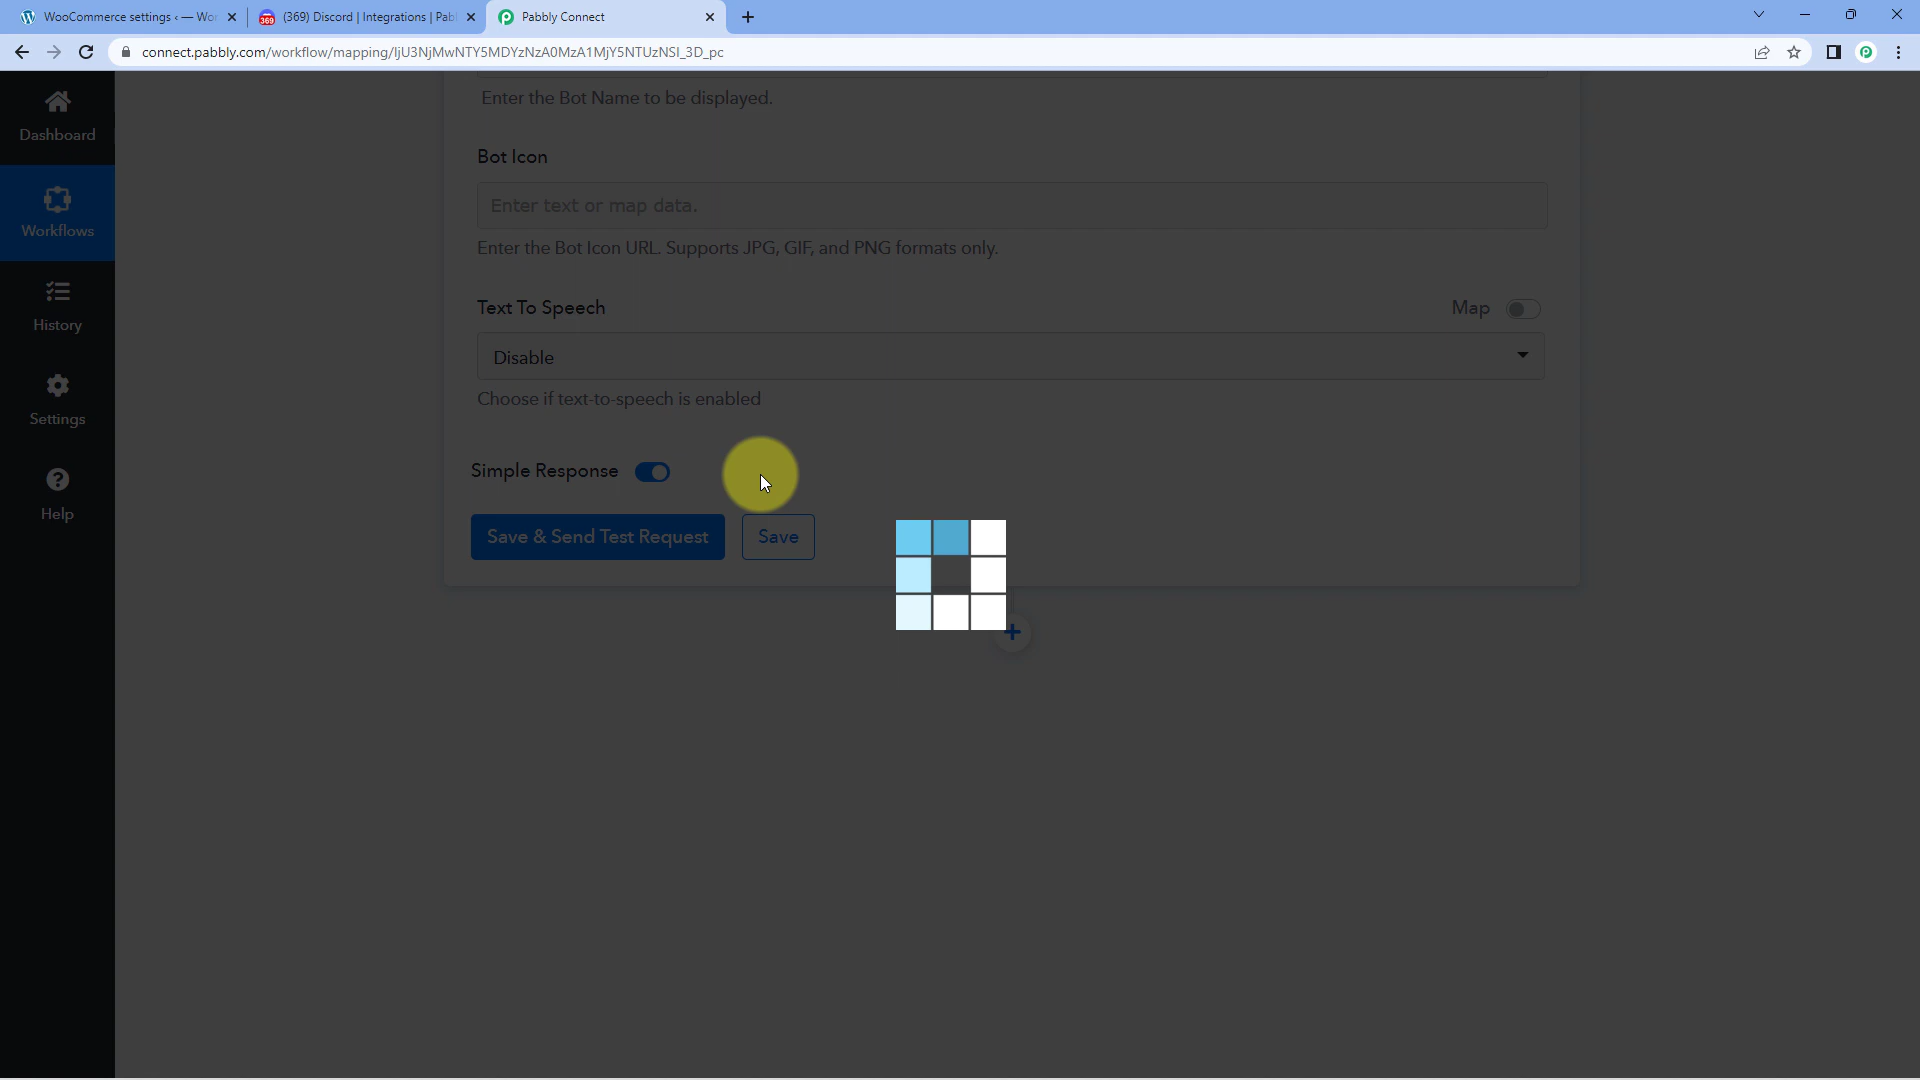 WooCommerce settings ‹ — Wor
(369) Discord | Integrations | Pabl
Pabbly Connect
connect.pabbly.com/workflow/mapping/IjU3NjMwNTY5MDYzNzA0MzA1MjY5NTUzNSI_3D_pc
Dashboard
Workflows
History
Settings
Help
Enter the Bot Name to be displayed.
Bot Icon
Enter text or map data.
Enter the Bot Icon URL. Supports JPG, GIF, and PNG formats only.
Text To Speech
Map
Disable
Choose if text-to-speech is enabled
Simple Response
Save & Send Test Request
Save